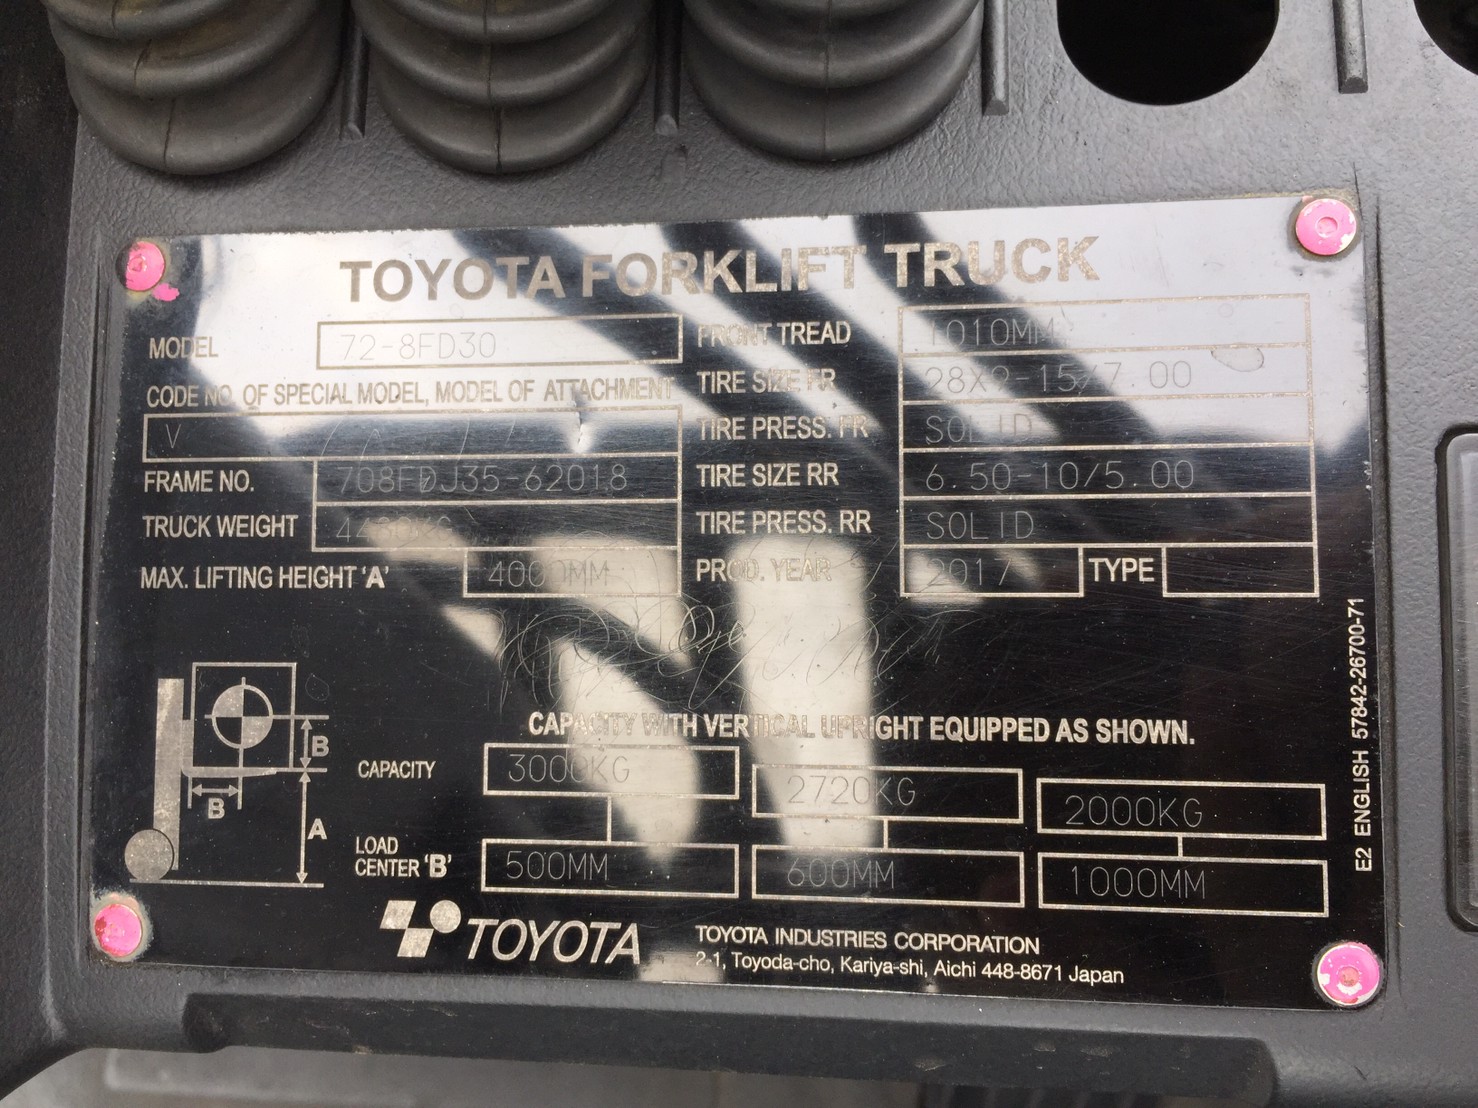 TOYOTA FORKLIFT TRUCK
MODEL 72-8FD30
CODE NO. OF SPECIAL MODEL, MODEL OF ATTACHMENT
V
FRAME NO. 708FDJ35-62018
TRUCK WEIGHT
MAX. LIFTING HEIGHT 'A' 4000MM
FRONT TREAD 1010MM
TIRE SIZE FR 28X9-15/7.00
TIRE PRESS. FR SOLID
TIRE SIZE RR 6.50-10/5.00
TIRE PRESS. RR SOLID
PROD. YEAR 2017 TYPE
CAPACITY WITH VERTICAL UPRIGHT EQUIPPED AS SHOWN.
B
B
A
CAPACITY 3000KG 2720KG 2000KG
LOAD
CENTER 'B' 500MM 600MM 1000MM
TOYOTA
TOYOTA INDUSTRIES CORPORATION
2-1, Toyoda-cho, Kariya-shi, Aichi 448-8671 Japan
E2 ENGLISH 57842-26700-71